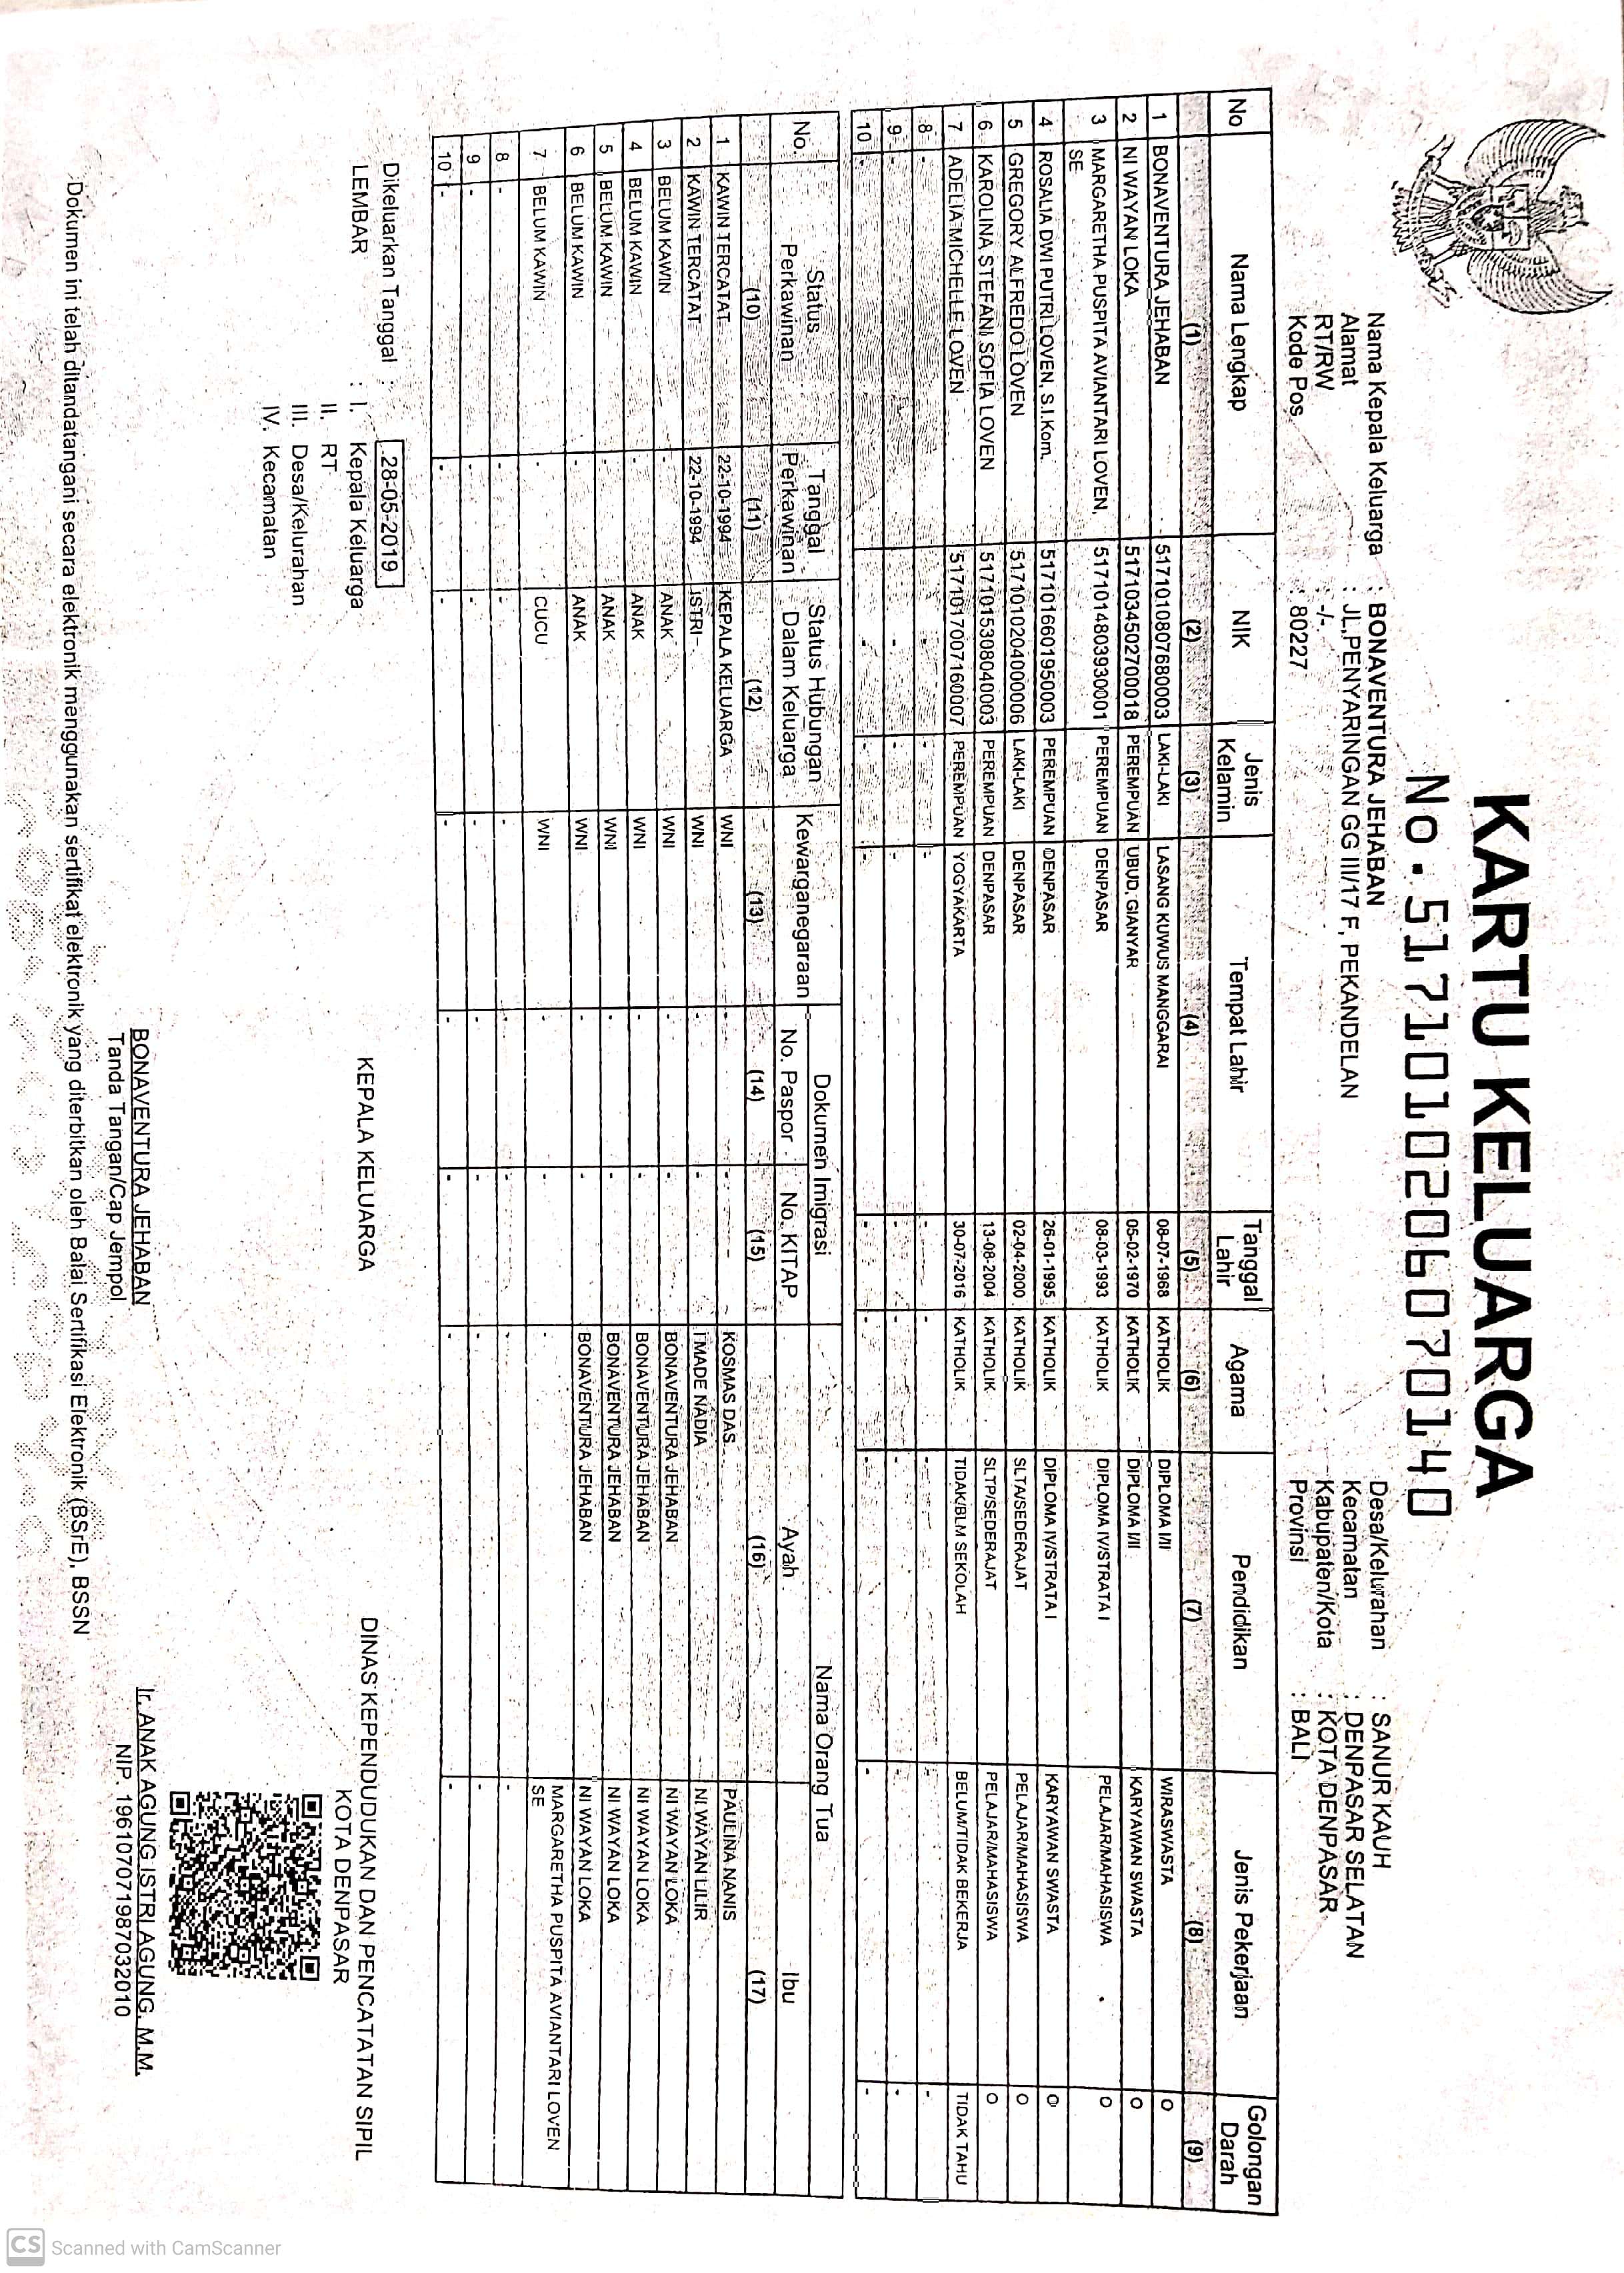 KARTU KELUARGA
No. 5171010206070140
Nama Kepala Keluarga : BONAVENTURA JEHABAN
Alamat : JL.PENYARINGAN GG III/17 F, PEKANDELAN
RT/RW : -/-
Kode Pos : 80227
Desa/Kelurahan : SANUR KAUH
Kecamatan : DENPASAR SELATAN
Kabupaten/Kota : KOTA DENPASAR
Provinsi : BALI
No Nama Lengkap NIK Jenis Kelamin Tempat Lahir Tanggal Lahir Agama Pendidikan Jenis Pekerjaan Golongan Darah
(1) (2) (3) (4) (5) (6) (7) (8) (9)
1 BONAVENTURA JEHABAN 5171010807680003 LAKI-LAKI LASANG KUWUS MANGGARAI 08-07-1968 KATHOLIK DIPLOMA I/II WIRASWASTA O
2 NI WAYAN LOKA 5171034502700018 PEREMPUAN UBUD, GIANYAR 05-02-1970 KATHOLIK DIPLOMA I/II KARYAWAN SWASTA O
3 MARGARETHA PUSPITA AVIANTARI LOVEN, SE 5171014803930001 PEREMPUAN DENPASAR 08-03-1993 KATHOLIK DIPLOMA IV/STRATA I PELAJAR/MAHASISWA O
4 ROSALIA DWI PUTRI LOVEN, S.I.Kom. 5171016601950003 PEREMPUAN DENPASAR 26-01-1995 KATHOLIK DIPLOMA IV/STRATA I KARYAWAN SWASTA O
5 GREGORY ALFREDO LOVEN 5171010204000006 LAKI-LAKI DENPASAR 02-04-2000 KATHOLIK SLTA/SEDERAJAT PELAJAR/MAHASISWA O
6 KAROLINA STEFANI SOFIA LOVEN 5171015308040003 PEREMPUAN DENPASAR 13-08-2004 KATHOLIK SLTP/SEDERAJAT PELAJAR/MAHASISWA O
7 ADELIA MICHELLE LOVEN 5171017007160007 PEREMPUAN YOGYAKARTA 30-07-2016 KATHOLIK TIDAK/BLM SEKOLAH BELUM/TIDAK BEKERJA TIDAK TAHU
8 - - - - - - - - -
9 - - - - - - - - -
10 - - - - - - - - -
No. Status Perkawinan Tanggal Perkawinan Status Hubungan Dalam Keluarga Kewarganegaraan Dokumen Imigrasi Nama Orang Tua
No. Paspor No. KITAP Ayah Ibu
(10) (11) (12) (13) (14) (15) (16) (17)
1 KAWIN TERCATAT 22-10-1994 KEPALA KELUARGA WNI - - KOSMAS DAS PAULINA NANIS
2 KAWIN TERCATAT 22-10-1994 ISTRI WNI - - I MADE NADIA NI WAYAN LILIR
3 BELUM KAWIN - ANAK WNI - - BONAVENTURA JEHABAN NI WAYAN LOKA
4 BELUM KAWIN - ANAK WNI - - BONAVENTURA JEHABAN NI WAYAN LOKA
5 BELUM KAWIN - ANAK WNI - - BONAVENTURA JEHABAN NI WAYAN LOKA
6 BELUM KAWIN - ANAK WNI - - BONAVENTURA JEHABAN NI WAYAN LOKA
7 BELUM KAWIN - CUCU WNI - - - MARGARETHA PUSPITA AVIANTARI LOVEN SE
8 - - - - - - - -
9 - - - - - - - -
10 - - - - - - - -
Dikeluarkan Tanggal : 28-05-2019
LEMBAR : I. Kepala Keluarga
II. RT
III. Desa/Kelurahan
IV. Kecamatan
KEPALA KELUARGA
BONAVENTURA JEHABAN
Tanda Tangan/Cap Jempol
DINAS KEPENDUDUKAN DAN PENCATATAN SIPIL
KOTA DENPASAR
Ir. ANAK AGUNG ISTRI AGUNG, M.M.
NIP. 196107071987032010
Dokumen ini telah ditandatangani secara elektronik menggunakan sertifikat elektronik yang diterbitkan oleh Balai Sertifikasi Elektronik (BSrE), BSSN
CS Scanned with CamScanner